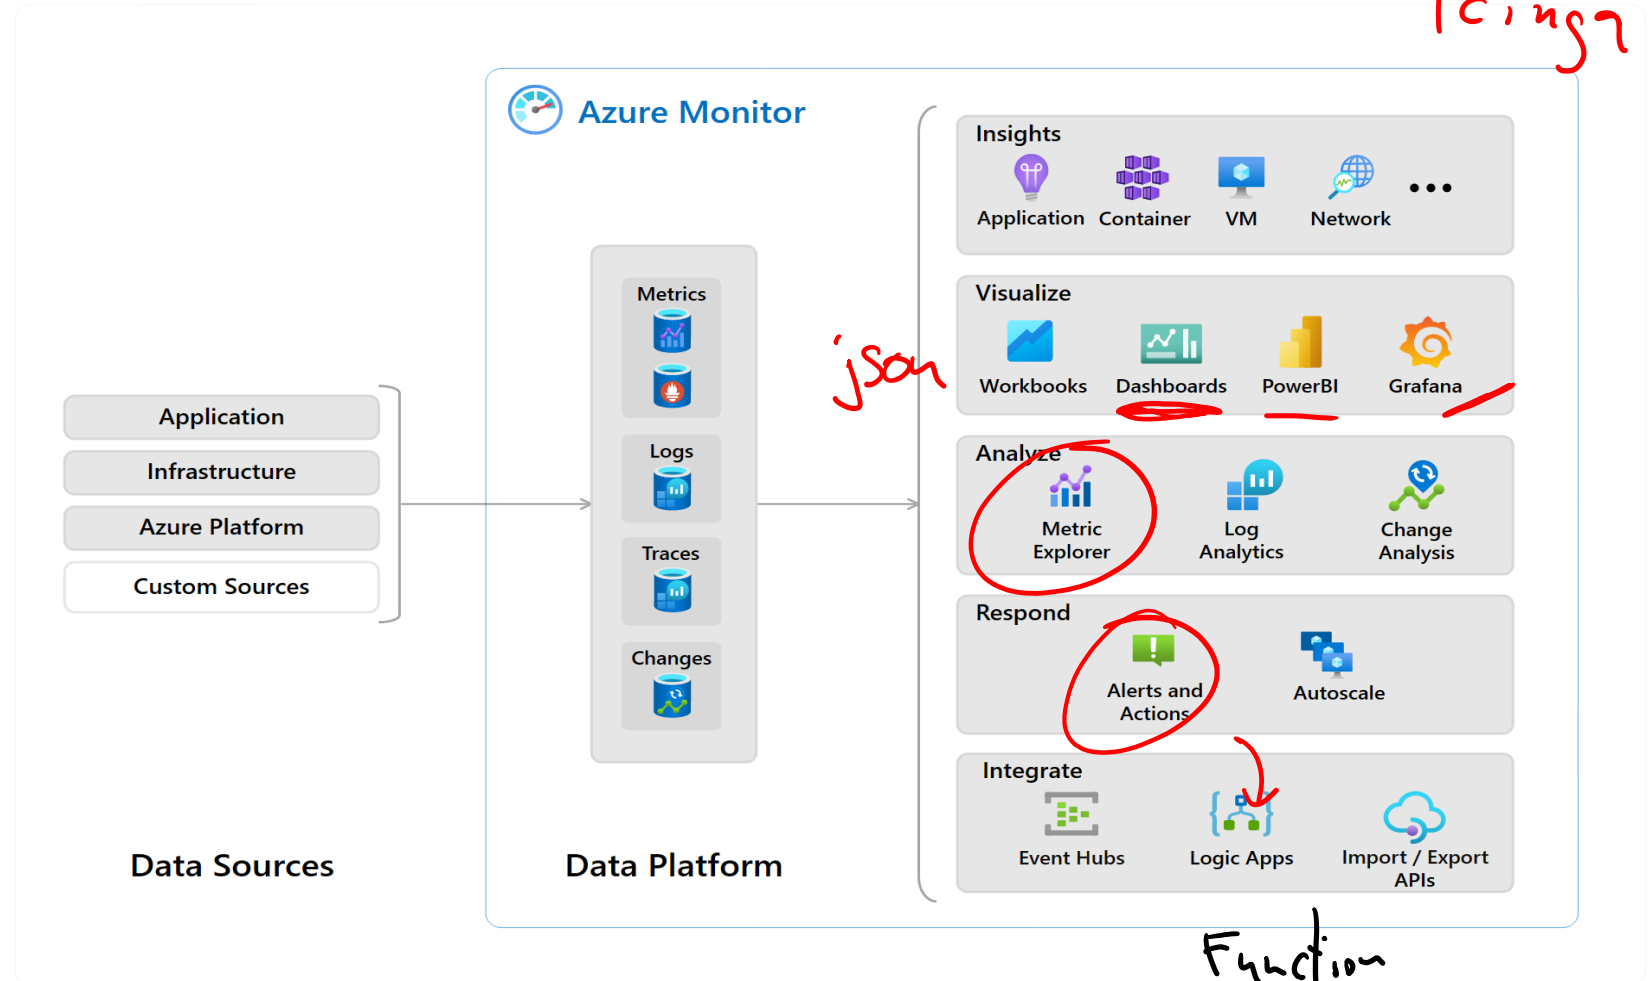 Icinga
Azure Monitor
Insights
Application Container VM Network
Visualize
json
Workbooks Dashboards PowerBI Grafana
Analyze
Metric Explorer
Log Analytics
Change Analysis
Respond
Alerts and Actions
Autoscale
Integrate
Event Hubs
Logic Apps
Import / Export APIs
Metrics
Logs
Traces
Changes
Application
Infrastructure
Azure Platform
Custom Sources
Data Sources
Data Platform
Function